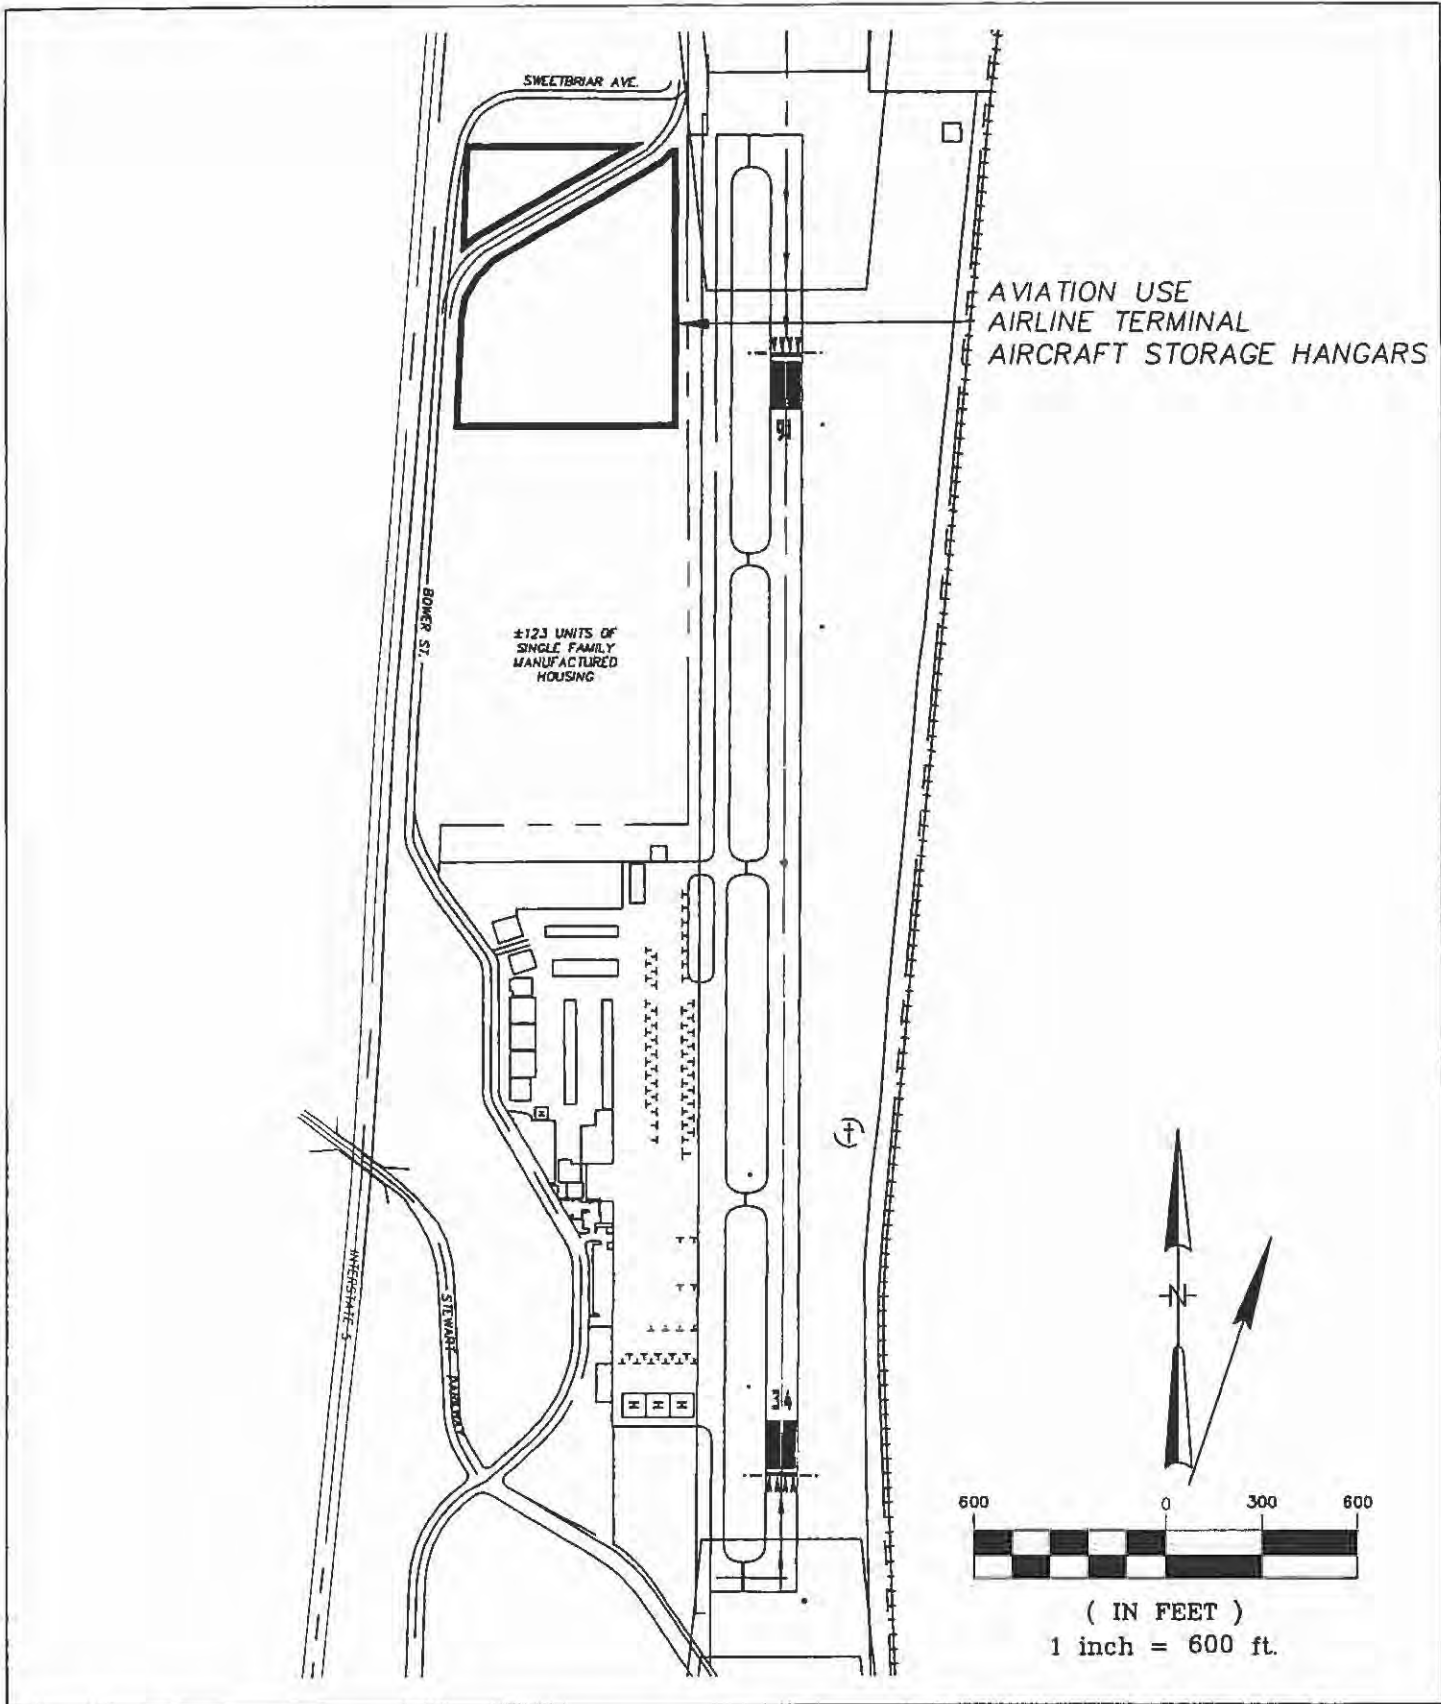 SWEETBRIAR AVE.
AVIATION USE
AIRLINE TERMINAL
AIRCRAFT STORAGE HANGARS
16
BOWER ST.
±123 UNITS OF
SINGLE FAMILY
MANUFACTURED
HOUSING
H
INTERSTATE 5
STEWART PARKWAY
H H H
34
N
600 0 300 600
( IN FEET )
1 inch = 600 ft.